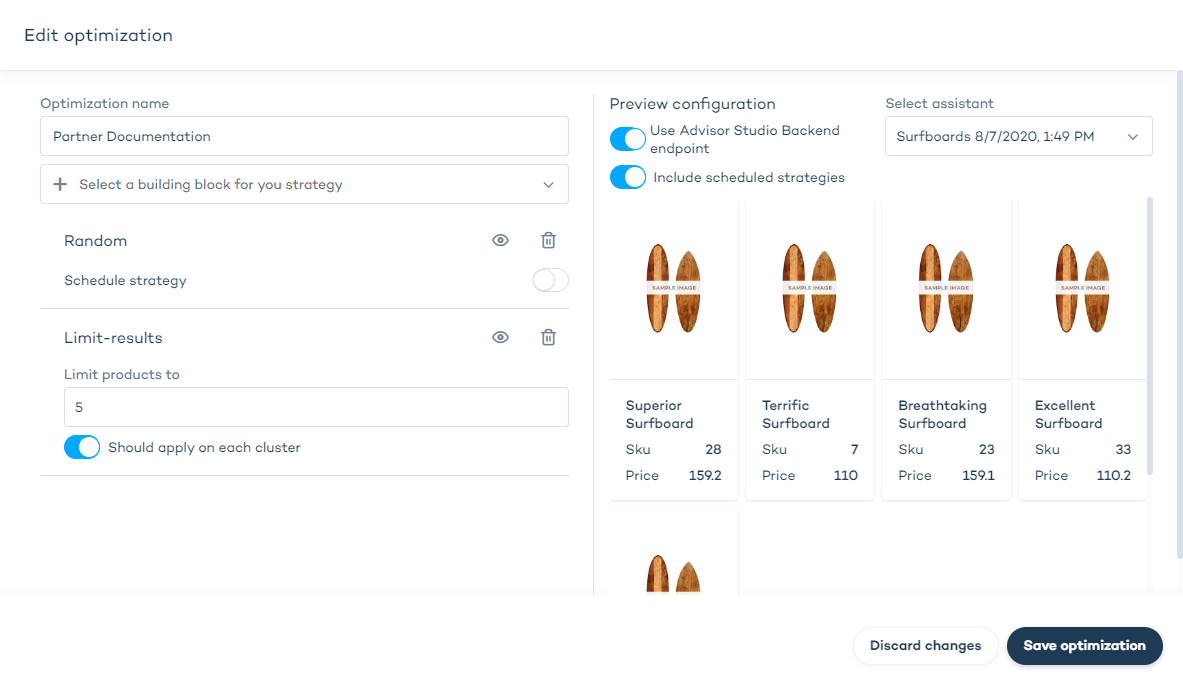 Edit optimization
Optimization name
Partner Documentation
Select a building block for you strategy
Random
Schedule strategy
Limit-results
Limit products to
5
Should apply on each cluster
Preview configuration
Use Advisor Studio Backend
endpoint
Include scheduled strategies
Select assistant
Surfboards 8/7/2020, 1:49 PM
SAMPLE IMAGE
Superior
Surfboard
Sku 28
Price 159.2
SAMPLE IMAGE
Terrific
Surfboard
Sku 7
Price 110
SAMPLE IMAGE
Breathtaking
Surfboard
Sku 23
Price 159.1
SAMPLE IMAGE
Excellent
Surfboard
Sku 33
Price 110.2
Discard changes
Save optimization